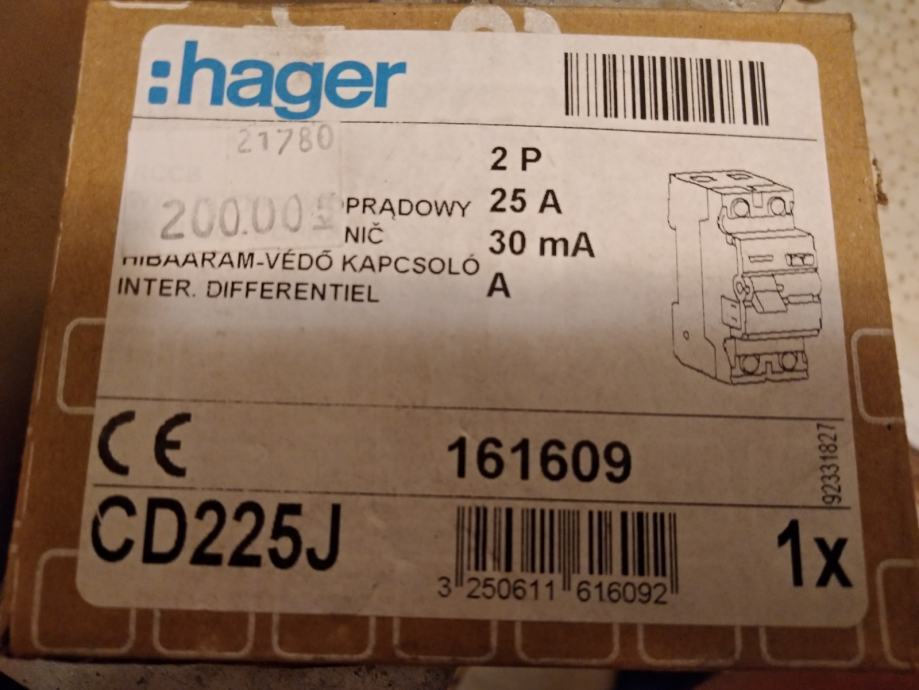 :hager
21780
2 P
200.00 PRĄDOWY 25 A
NIČ 30 mA
HIBAÁRAM-VÉDŐ KAPCSOLÓ
INTER. DIFFERENTIEL A
CE
161609
92331827
CD225J
3 250611 616092
1x